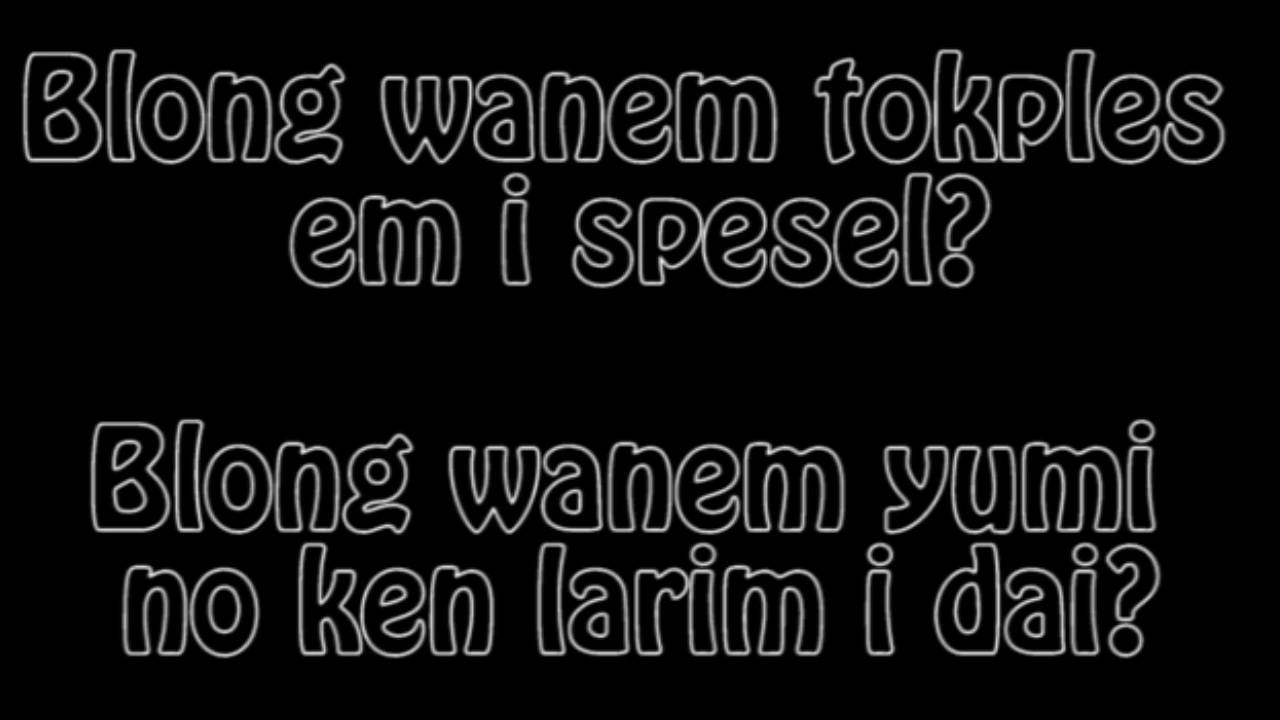 Blong wanem tokples
em i spesel?
Blong wanem yumi
no ken larim i dai?